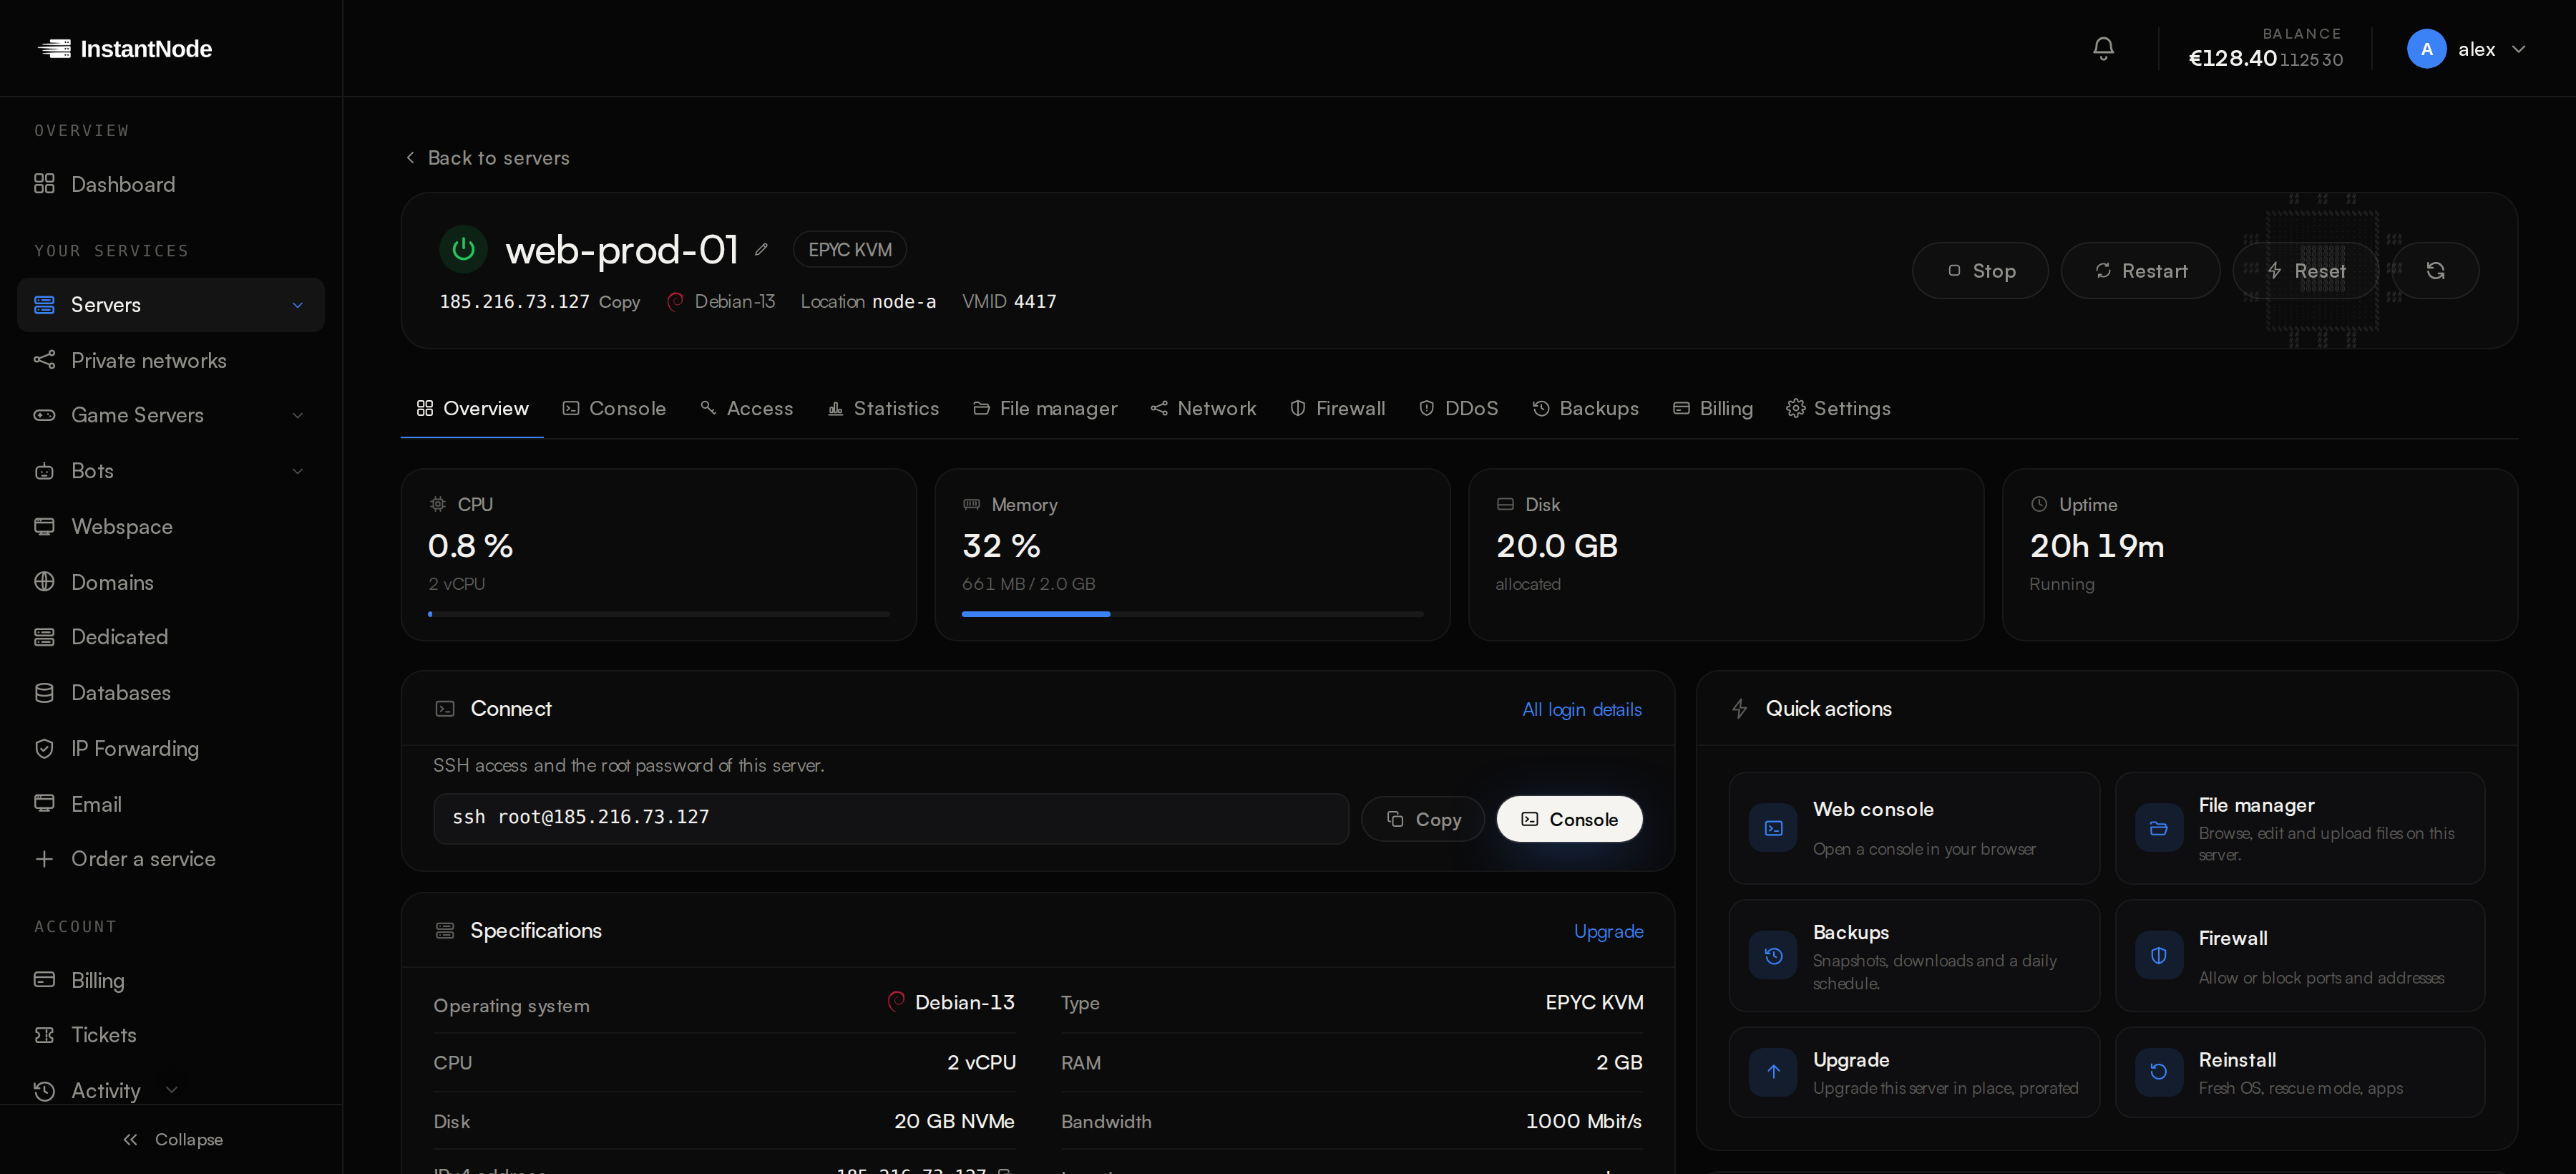 InstantNode
BALANCE
€128.40 112530
A alex
OVERVIEW
Dashboard
YOUR SERVICES
Servers
Private networks
Game Servers
Bots
Webspace
Domains
Dedicated
Databases
IP Forwarding
Email
Order a service
ACCOUNT
Billing
Tickets
Activity
Collapse
Back to servers
web-prod-01 EPYC KVM
185.216.73.127 Copy Debian-13 Location node-a VMID 4417
Stop Restart Reset
Overview Console Access Statistics File manager Network Firewall DDoS Backups Billing Settings
CPU
0.8 %
2 vCPU
Memory
32 %
661 MB / 2.0 GB
Disk
20.0 GB
allocated
Uptime
20h 19m
Running
Connect All login details
SSH access and the root password of this server.
ssh root@185.216.73.127 Copy Console
Specifications Upgrade
Operating system Debian-13 Type EPYC KVM
CPU 2 vCPU RAM 2 GB
Disk 20 GB NVMe Bandwidth 1000 Mbit/s
IPv4 address 185.216.73.127
Quick actions
Web console
Open a console in your browser
File manager
Browse, edit and upload files on this
server.
Backups
Snapshots, downloads and a daily
schedule.
Firewall
Allow or block ports and addresses
Upgrade
Upgrade this server in place, prorated
Reinstall
Fresh OS, rescue mode, apps